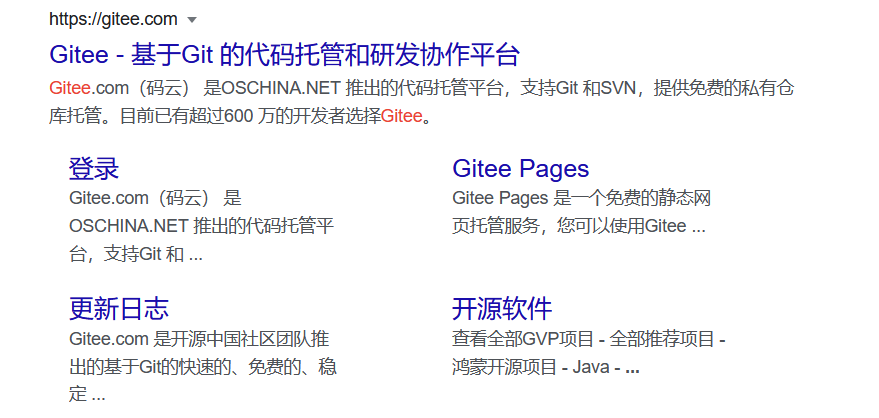 https://gitee.com
Gitee - 基于Git 的代码托管和研发协作平台
Gitee.com（码云） 是OSCHINA.NET 推出的代码托管平台，支持Git 和SVN，提供免费的私有仓
库托管。目前已有超过600 万的开发者选择Gitee。
登录
Gitee.com（码云） 是
OSCHINA.NET 推出的代码托管平
台，支持Git 和 ...
Gitee Pages
Gitee Pages 是一个免费的静态网
页托管服务，您可以使用Gitee ...
更新日志
Gitee.com 是开源中国社区团队推
出的基于Git的快速的、免费的、稳
定 ...
开源软件
查看全部GVP项目 - 全部推荐项目 -
鸿蒙开源项目 - Java - ...